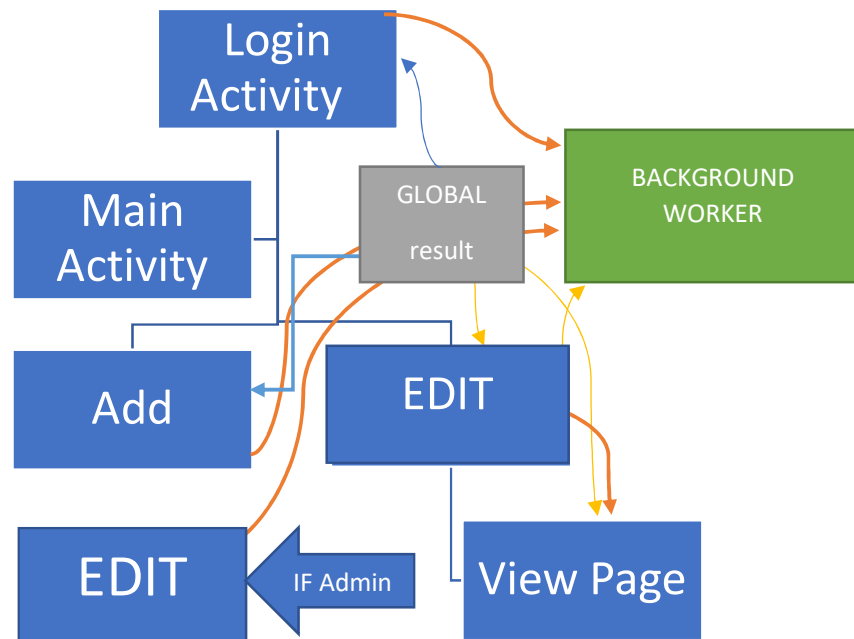 Login
Activity
GLOBAL
result
BACKGROUND
WORKER
Main
Activity
Add
EDIT
EDIT
IF Admin
View Page